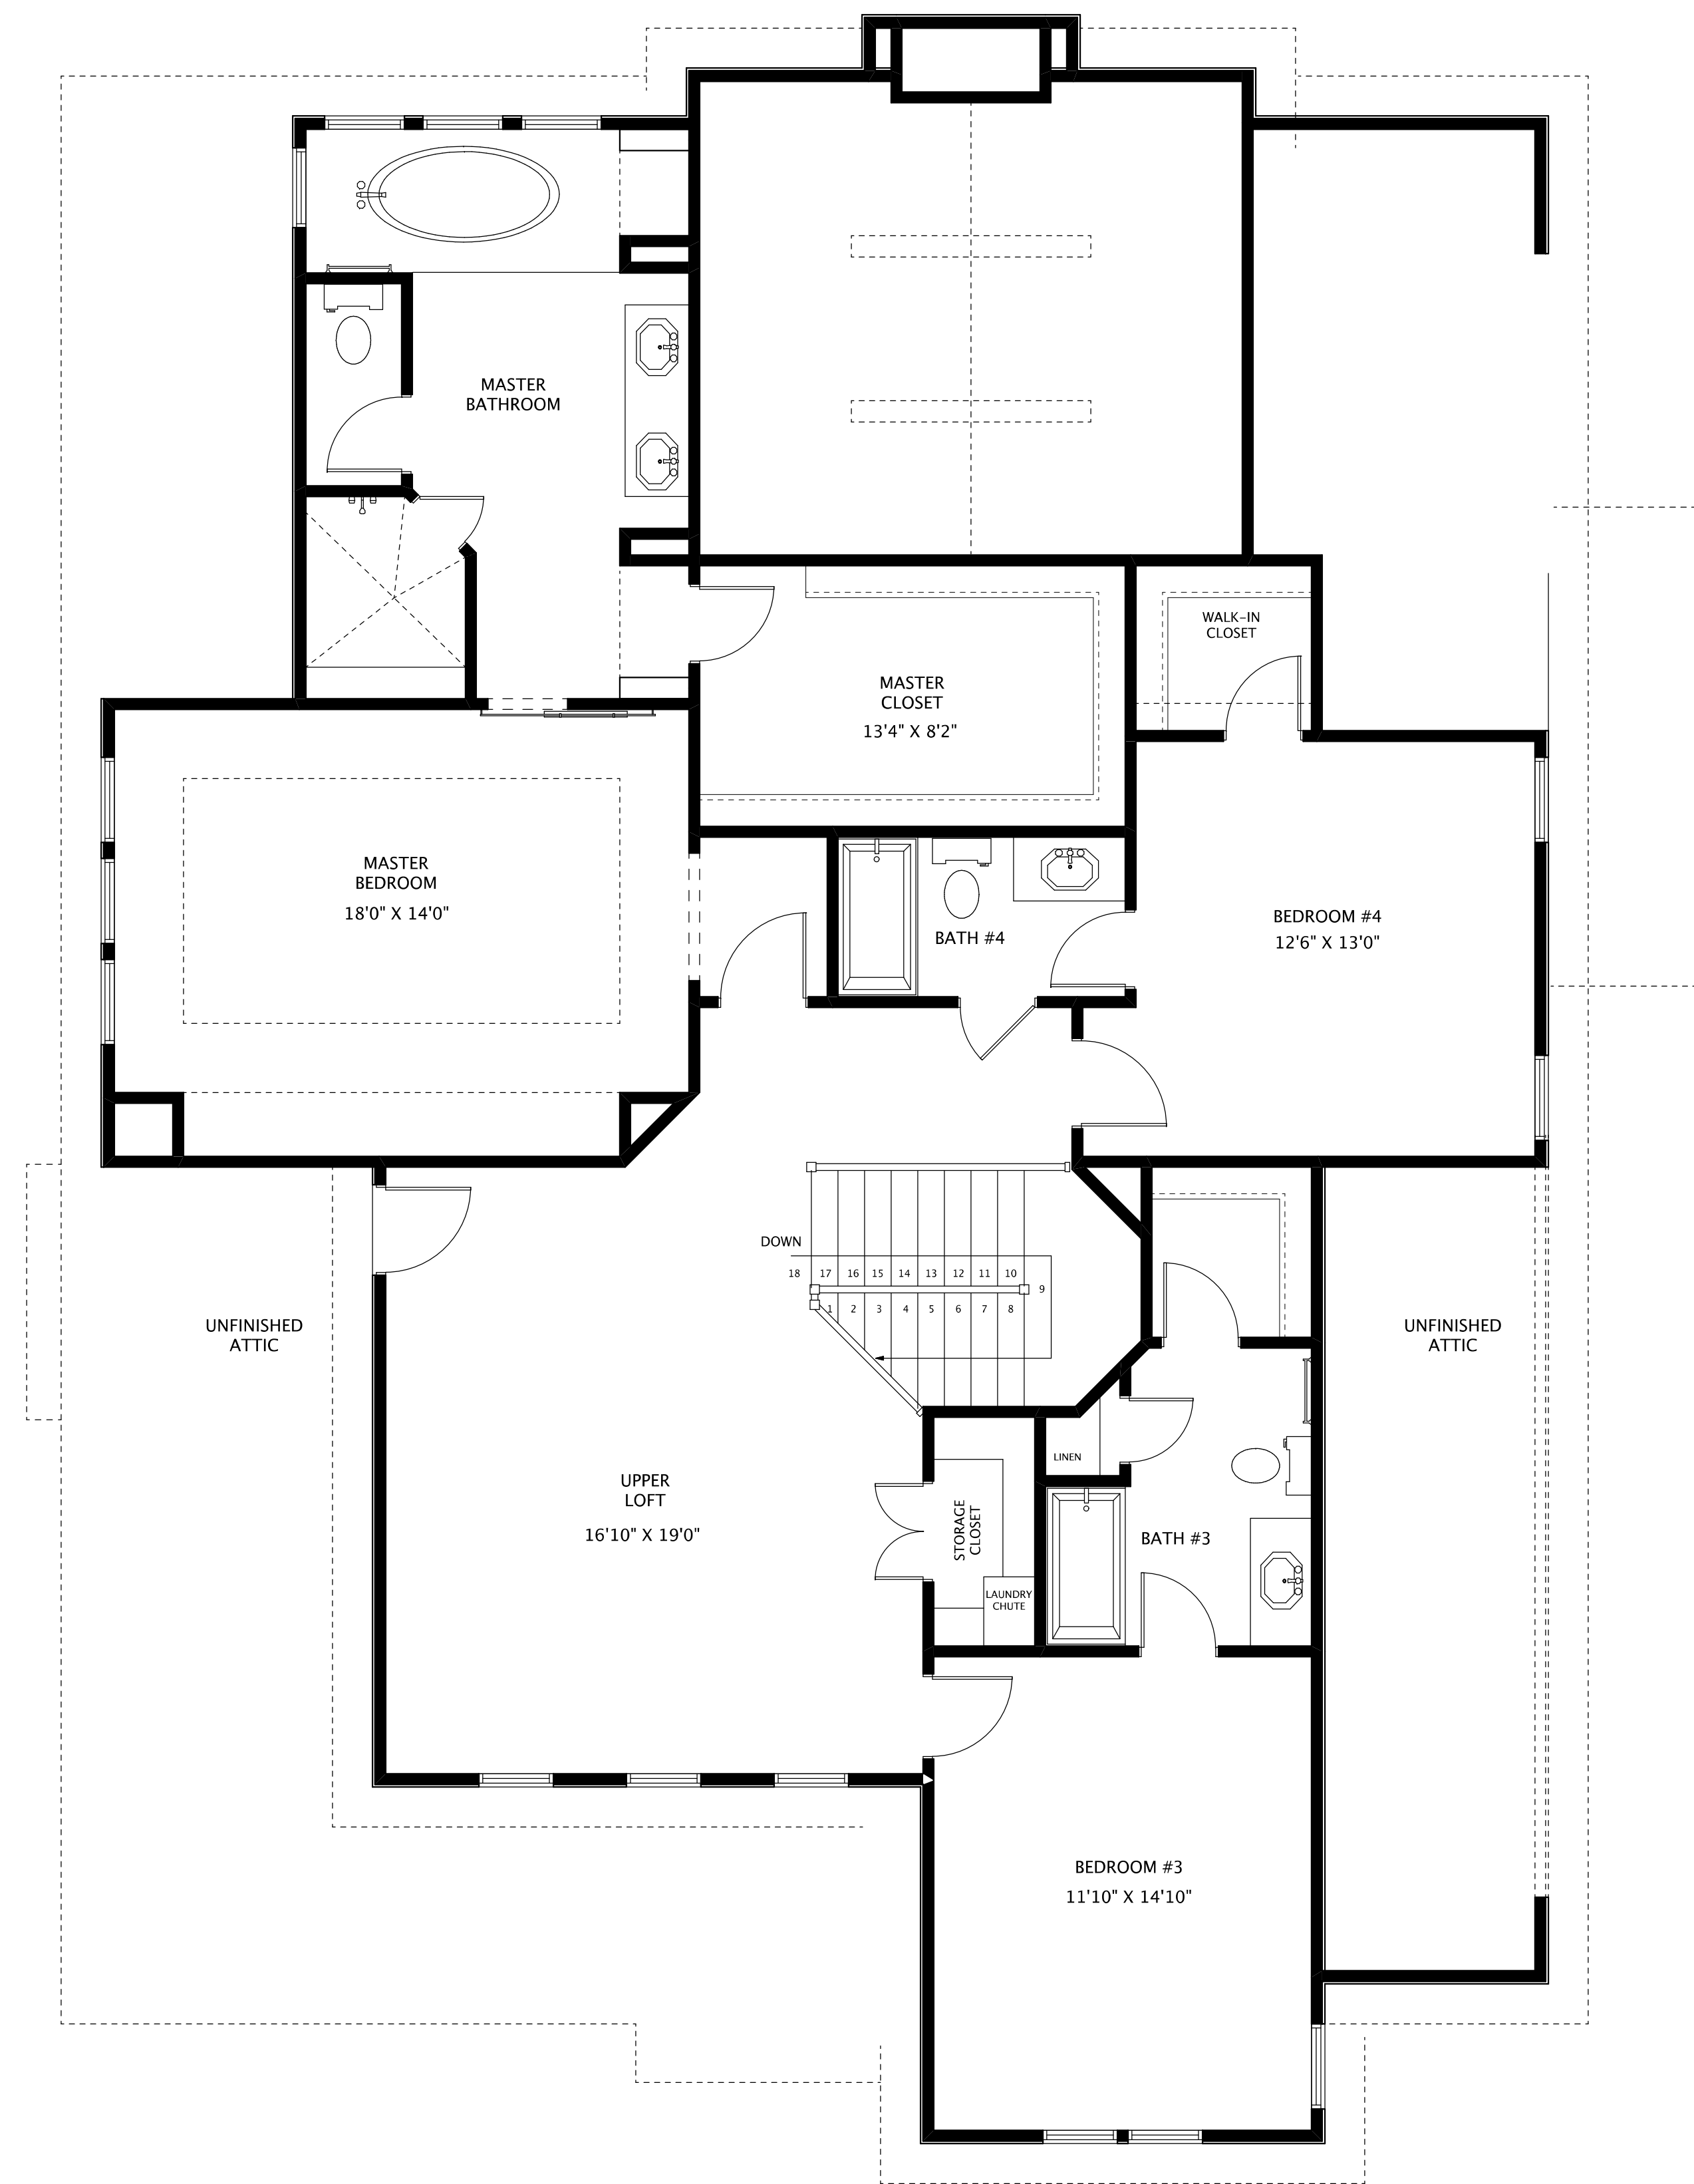 MASTER
BATHROOM
WALK-IN
CLOSET
MASTER
CLOSET
13'4" X 8'2"
MASTER
BEDROOM
18'0" X 14'0"
BATH #4
BEDROOM #4
12'6" X 13'0"
DOWN
18
17
16
15
14
13
12
11
10
9
1
2
3
4
5
6
7
8
UNFINISHED
ATTIC
UNFINISHED
ATTIC
LINEN
UPPER
LOFT
16'10" X 19'0"
STORAGE
CLOSET
BATH #3
LAUNDRY
CHUTE
BEDROOM #3
11'10" X 14'10"